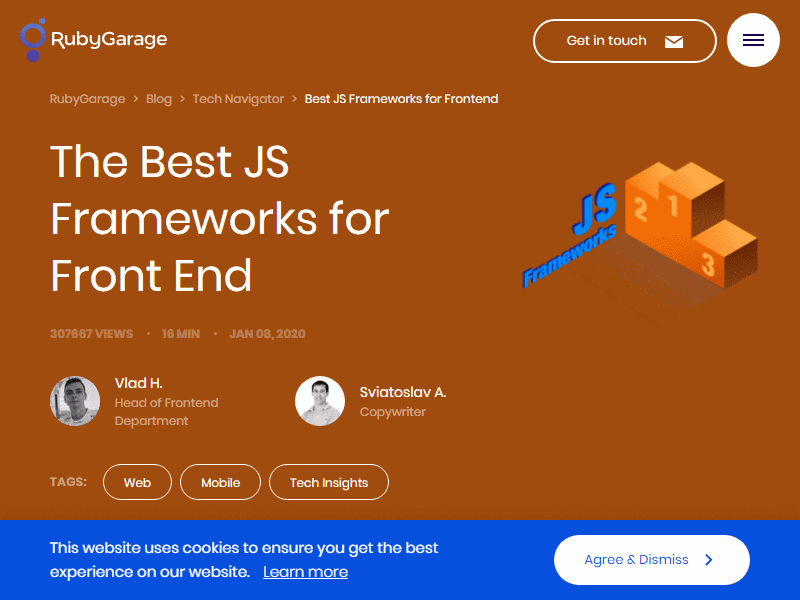 RubyGarage
Get in touch
RubyGarage > Blog > Tech Navigator > Best JS Frameworks for Frontend
The Best JS
Frameworks for
Front End
JS
Frameworks
2 1
3
307667 VIEWS • 16 MIN • JAN 08, 2020
Vlad H.
Head of Frontend
Department
Sviatoslav A.
Copywriter
TAGS: Web Mobile Tech Insights
This website uses cookies to ensure you get the best
experience on our website. Learn more
Agree & Dismiss